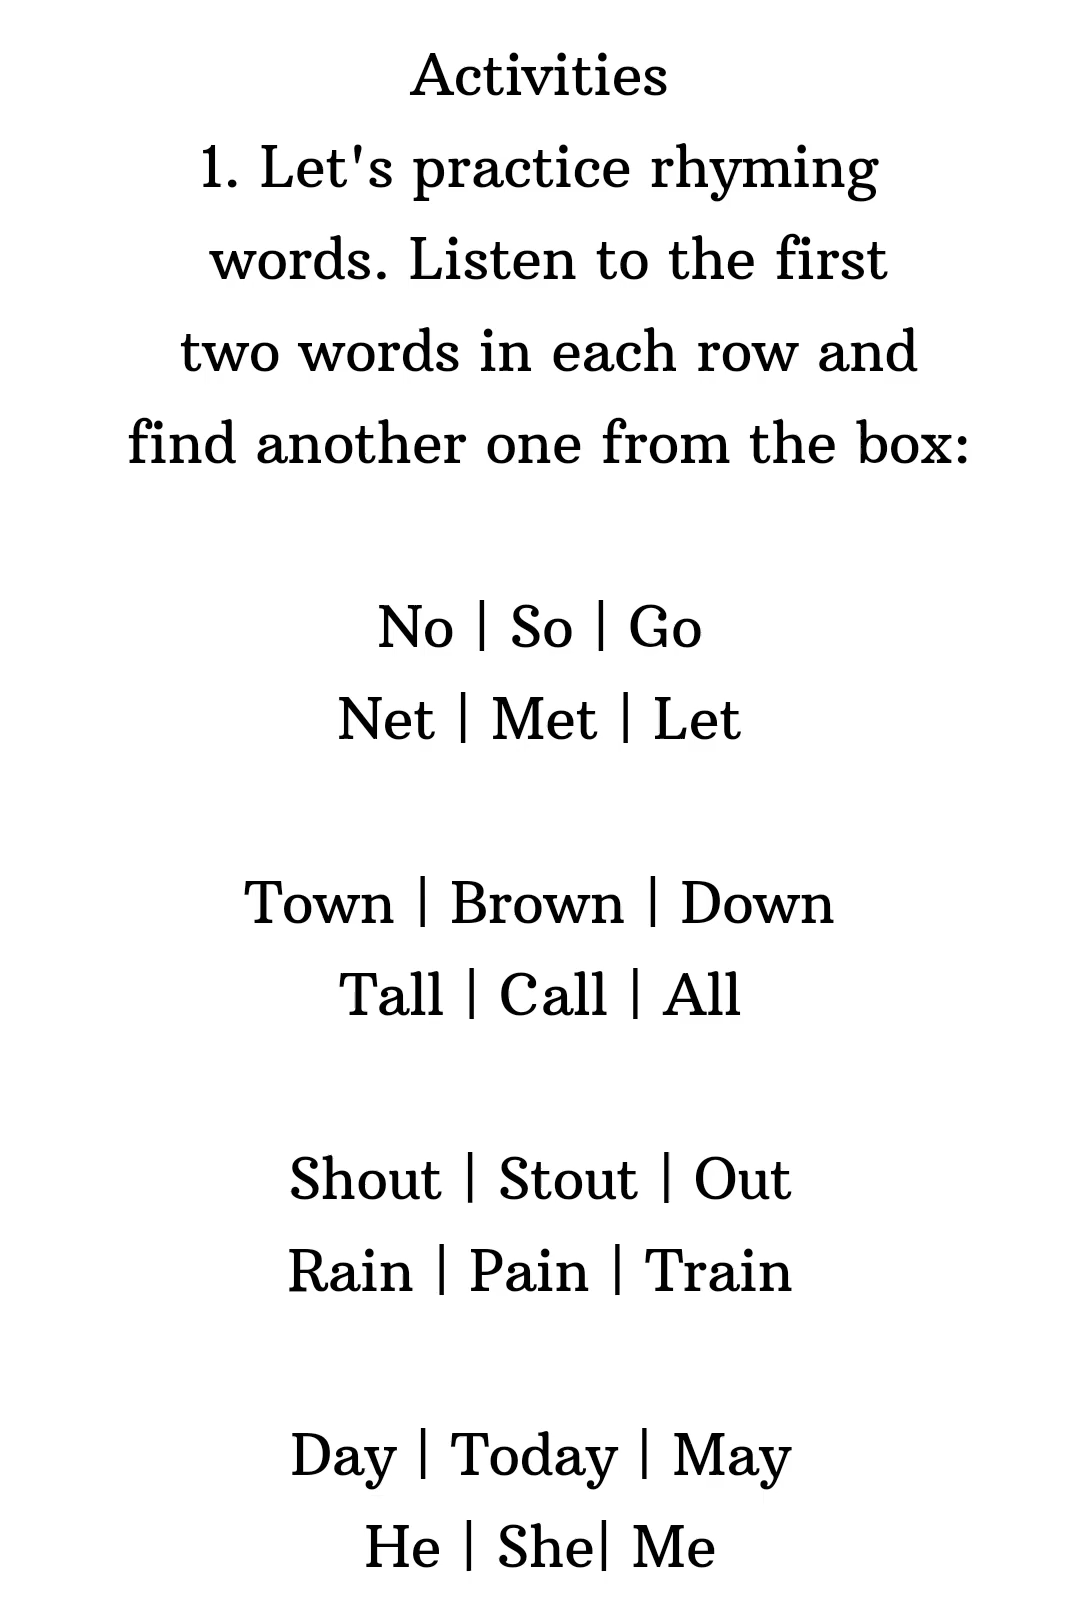 Activities
1. Let's practice rhyming
words. Listen to the first
two words in each row and
find another one from the box:
No | So | Go
Net | Met | Let
Town | Brown | Down
Tall | Call | All
Shout | Stout | Out
Rain | Pain | Train
Day | Today | May
He | She| Me